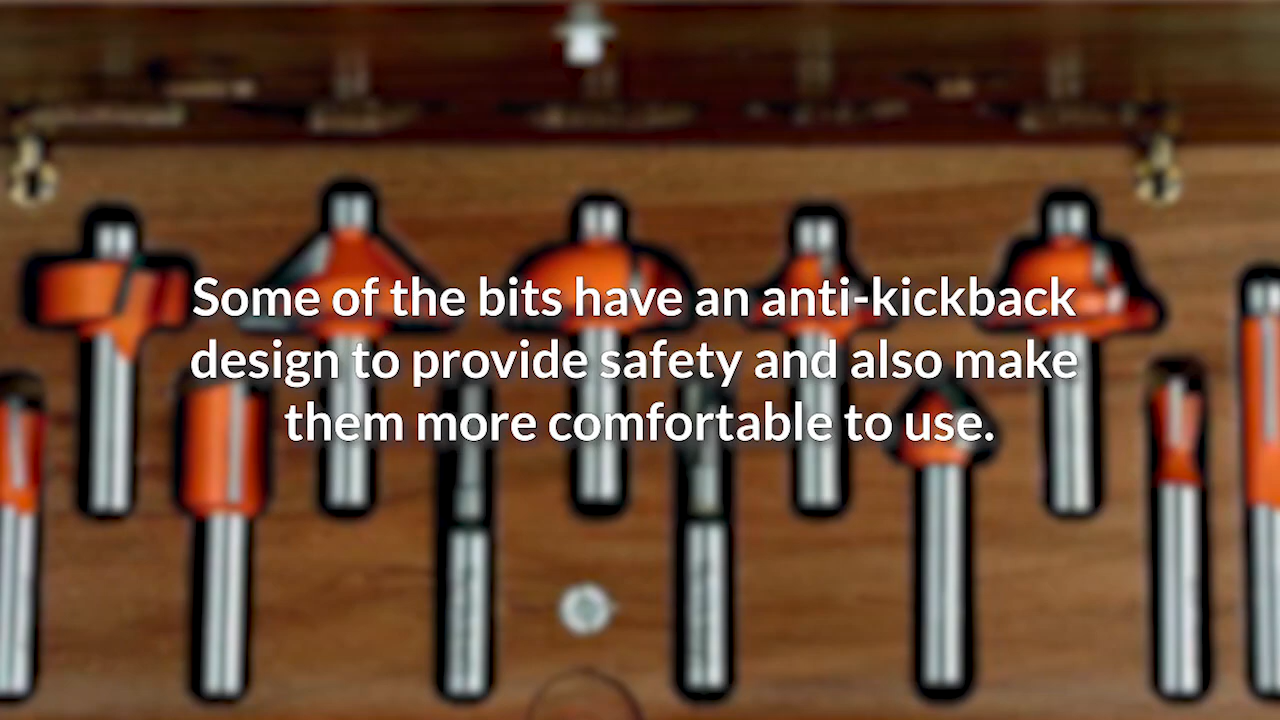 Some of the bits have an anti-kickback
design to provide safety and also make
them more comfortable to use.